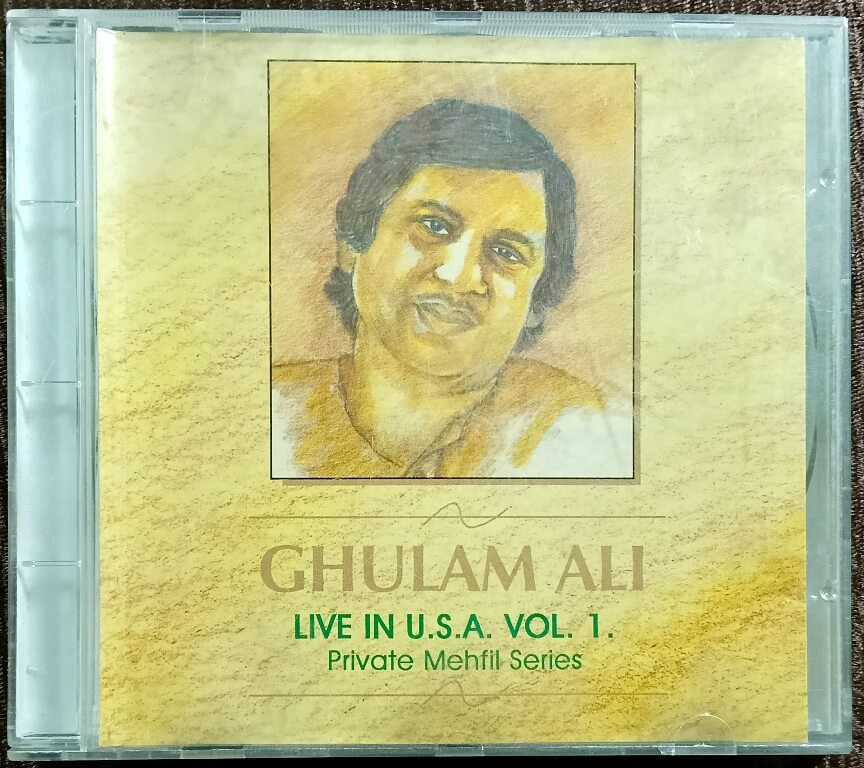 GHULAM ALI
LIVE IN U.S.A. VOL. 1.
Private Mehfil Series